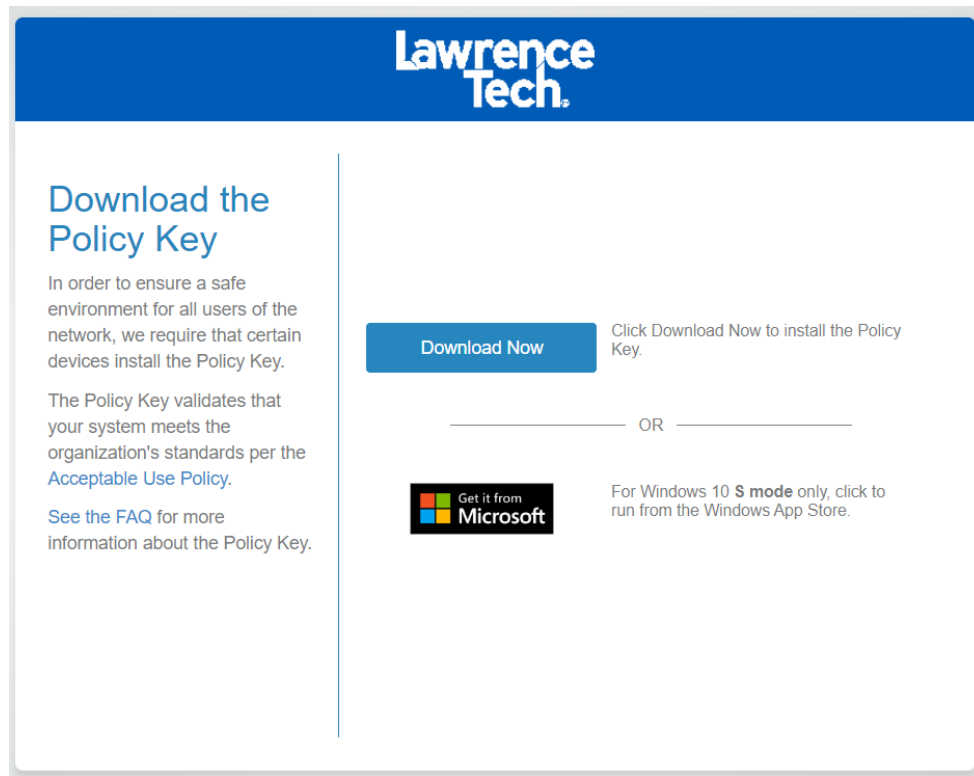 Lawrence
Tech.
Download the
Policy Key
In order to ensure a safe
environment for all users of the
network, we require that certain
devices install the Policy Key.
The Policy Key validates that
your system meets the
organization's standards per the
Acceptable Use Policy.
See the FAQ for more
information about the Policy Key.
Download Now
Click Download Now to install the Policy
Key.
OR
Get it from
Microsoft
For Windows 10 S mode only, click to
run from the Windows App Store.